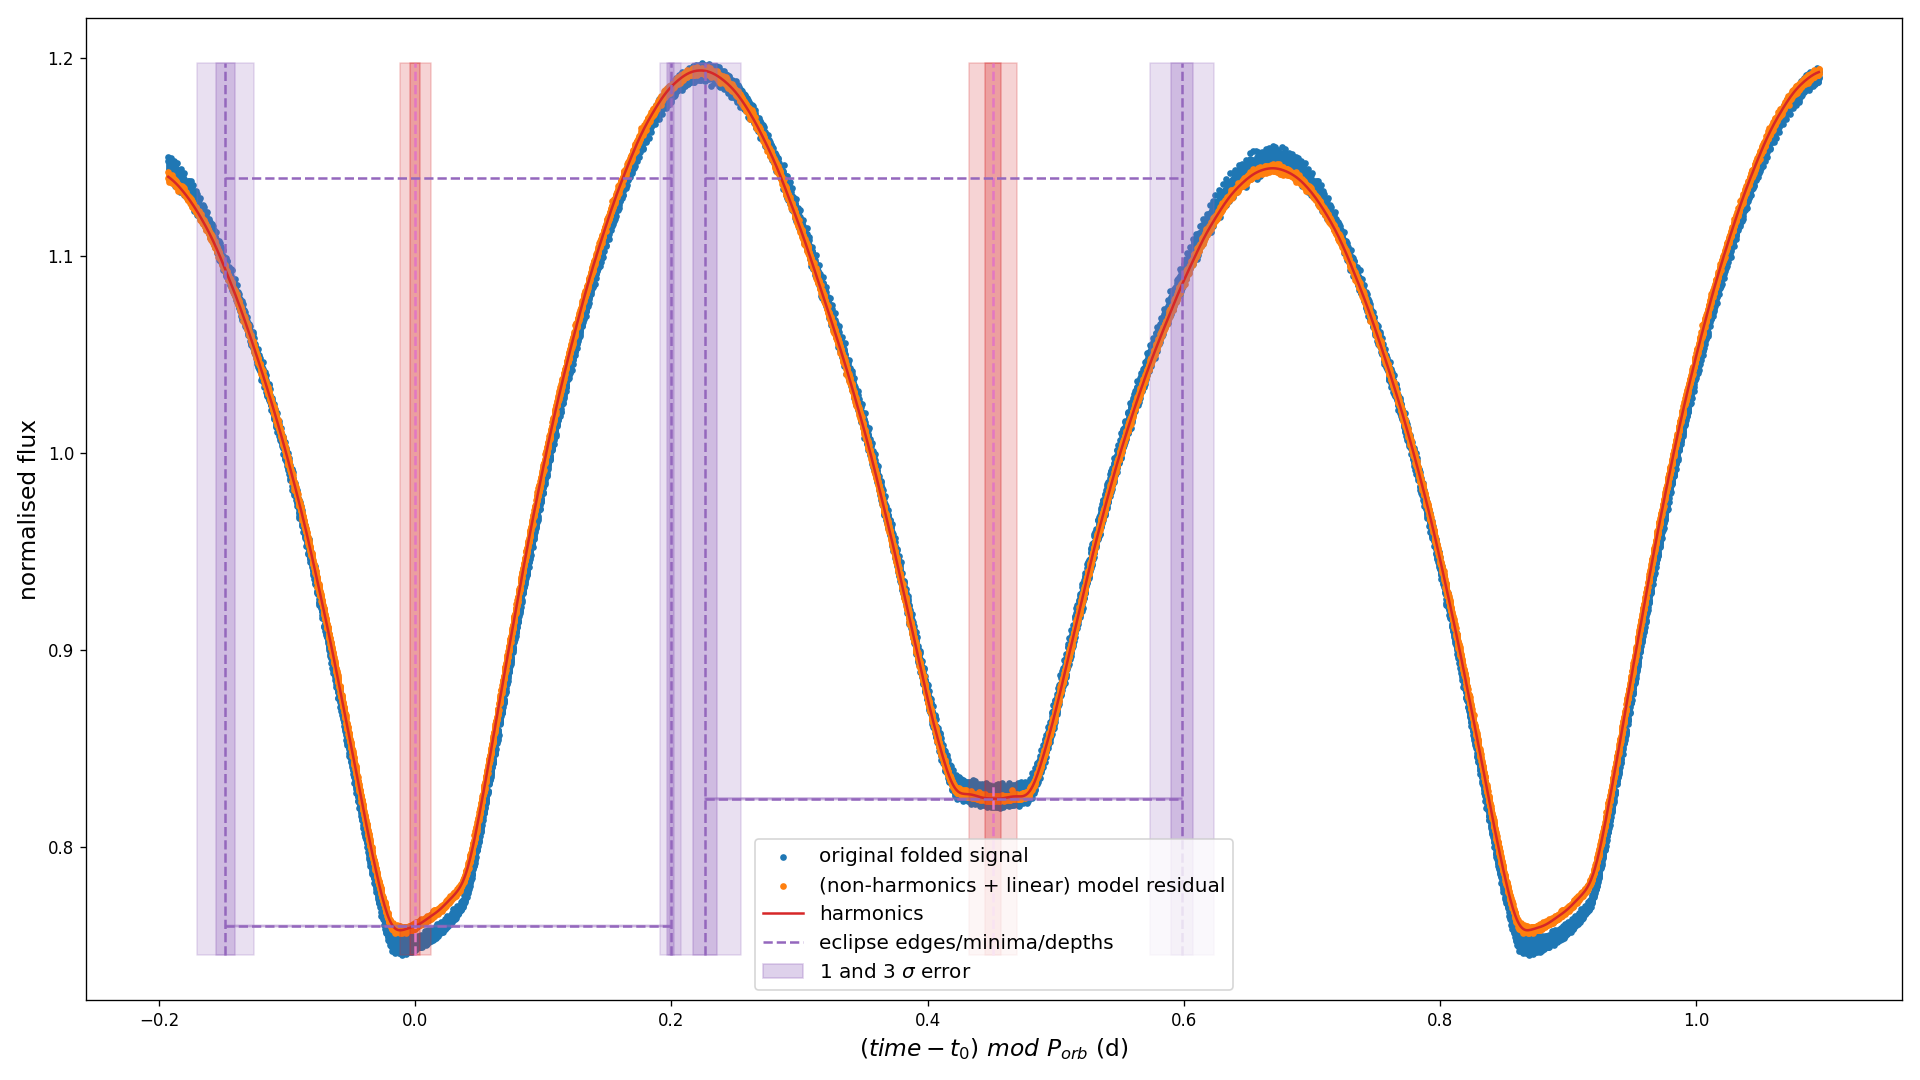 1.2
1.1
1.0
0.9
0.8
normalised flux
original folded signal
(non-harmonics + linear) model residual
harmonics
eclipse edges/minima/depths
1 and 3 σ error
−0.2 0.0 0.2 0.4 0.6 0.8 1.0
(time − t₀) mod Pₒᵣb (d)